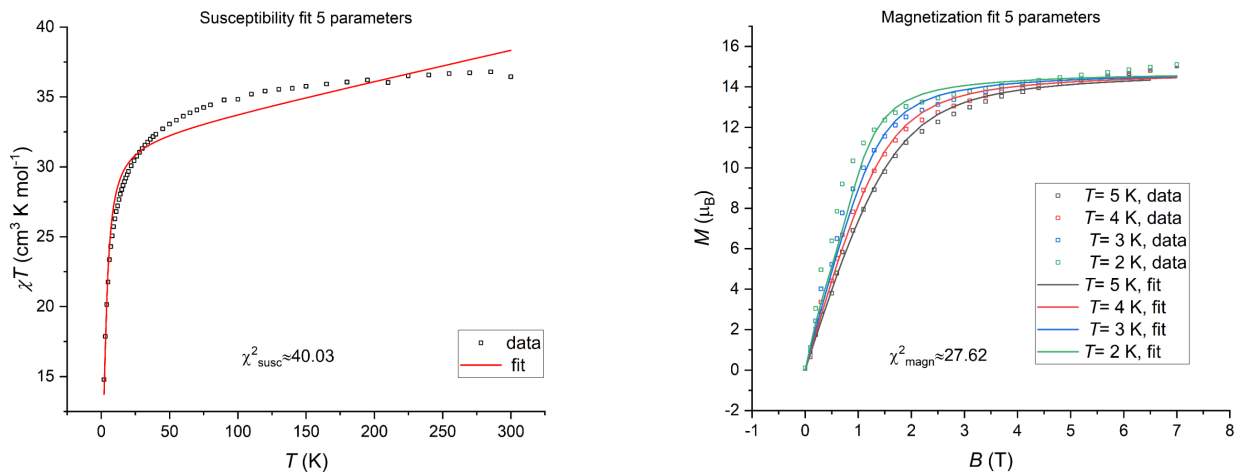 Susceptibility fit 5 parameters
40
35
30
25
20
15
χT (cm³ K mol⁻¹)
χ²susc≈40.03
data
fit
0 50 100 150 200 250 300
T (K)
Magnetization fit 5 parameters
16
14
12
10
8
6
4
2
0
-2
M (μB)
T= 5 K, data
T= 4 K, data
T= 3 K, data
T= 2 K, data
T= 5 K, fit
T= 4 K, fit
T= 3 K, fit
T= 2 K, fit
χ²magn≈27.62
-1 0 1 2 3 4 5 6 7 8
B (T)